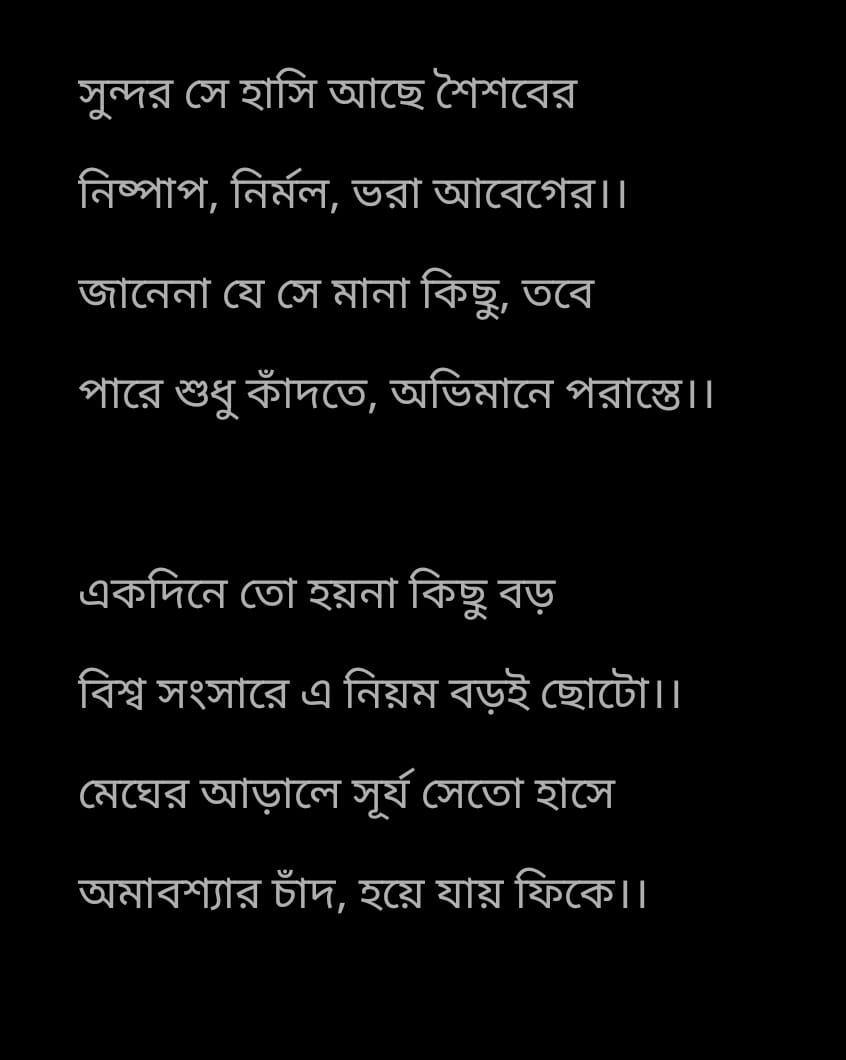 সুন্দর সে হাসি আছে শৈশবের
নিষ্পাপ, নির্মল, ভরা আবেগের।।
জানেনা যে সে মানা কিছু, তবে
পারে শুধু কাঁদতে, অভিমানে পরাস্তে।।
একদিনে তো হয়না কিছু বড়
বিশ্ব সংসারে এ নিয়ম বড়ই ছোটো।।
মেঘের আড়ালে সূর্য সেতো হাসে
অমাবশ্যার চাঁদ, হয়ে যায় ফিকে।।